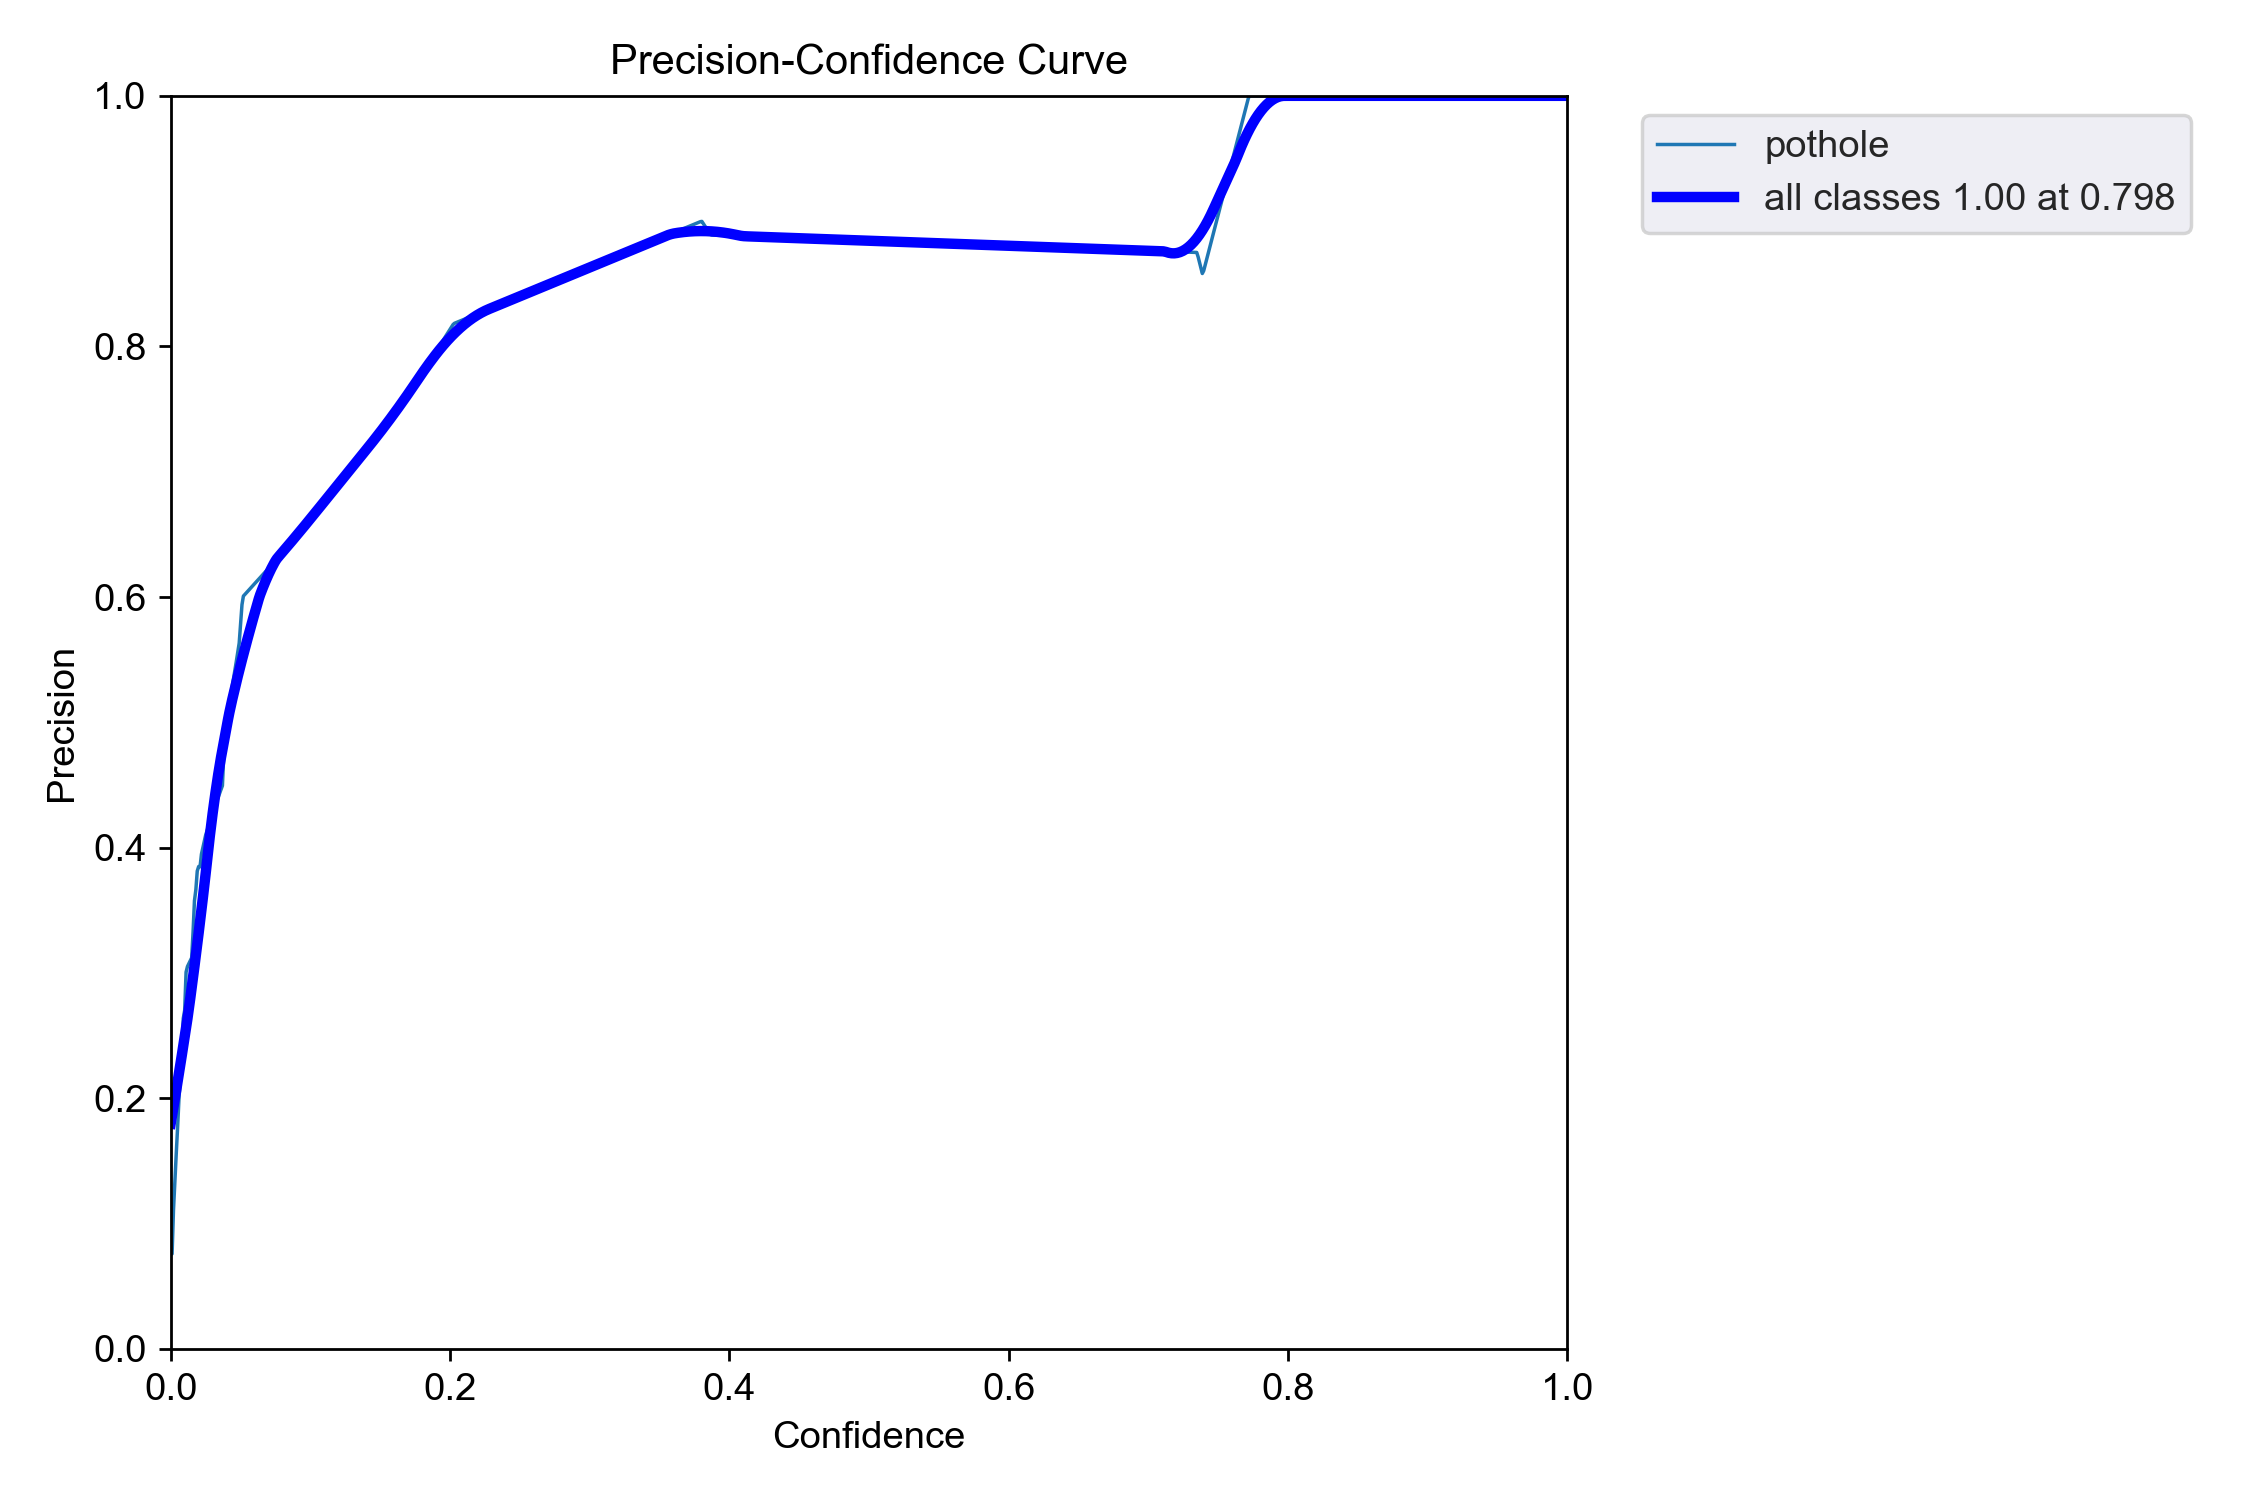 Precision-Confidence Curve
1.0
0.8
0.6
0.4
0.2
0.0
Precision
0.0 0.2 0.4 0.6 0.8 1.0
Confidence
pothole
all classes 1.00 at 0.798